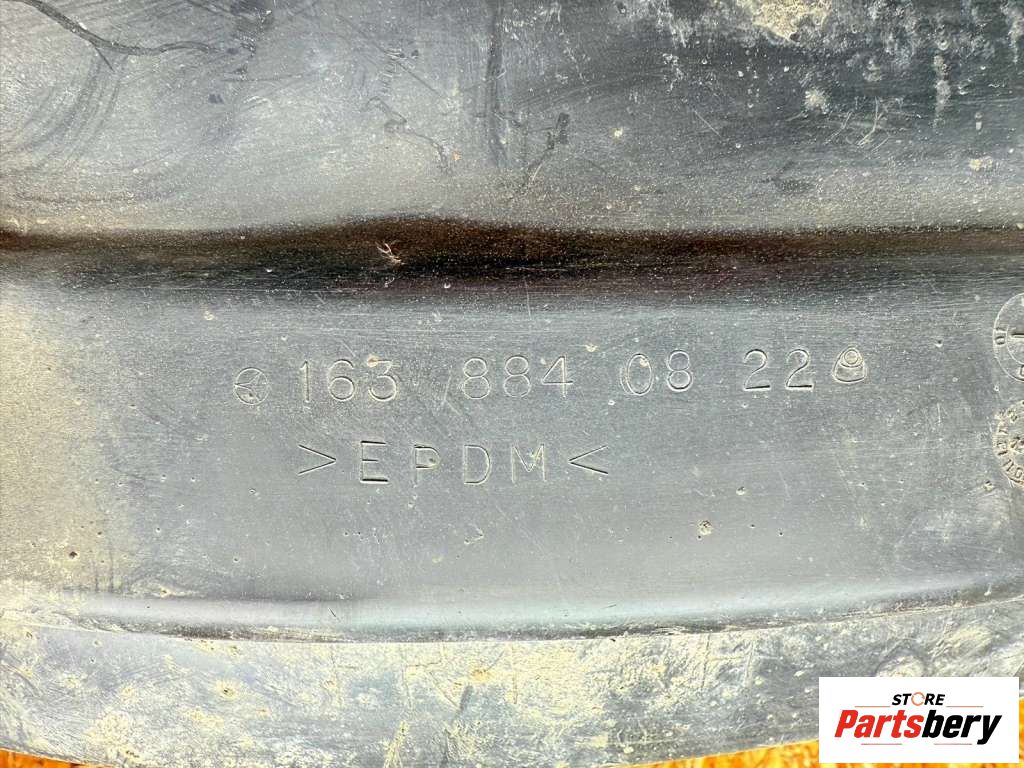 163 884 08 22
>EPDM<
STORE
Partsbery